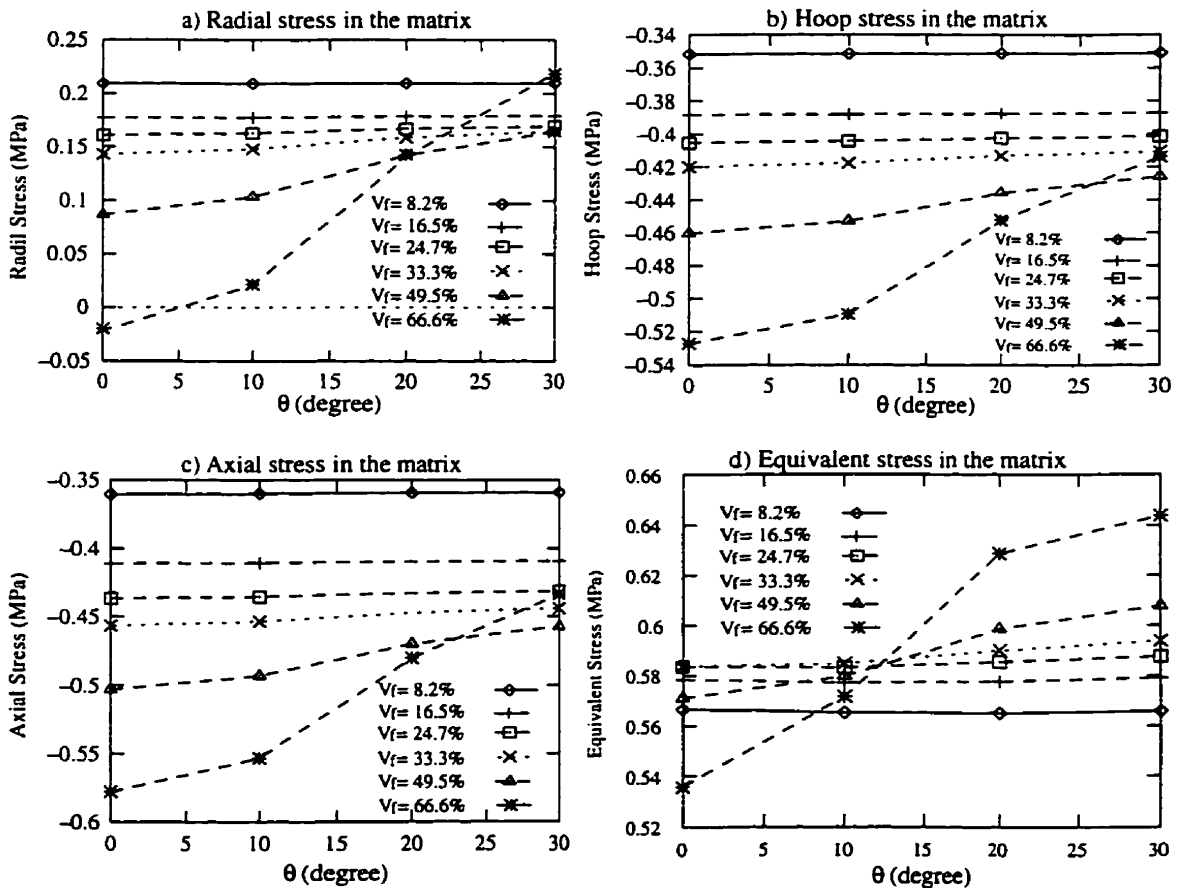 a) Radial stress in the matrix
0.25
0.2
0.15
0.1
0.05
0
−0.05
Radil Stress (MPa)
Vf= 8.2%
Vf= 16.5%
Vf= 24.7%
Vf= 33.3%
Vf= 49.5%
Vf= 66.6%
0 5 10 15 20 25 30
θ (degree)
b) Hoop stress in the matrix
−0.34
−0.36
−0.38
−0.4
−0.42
−0.44
−0.46
−0.48
−0.5
−0.52
−0.54
Hoop Stress (MPa)
Vf= 8.2%
Vf= 16.5%
Vf= 24.7%
Vf= 33.3%
Vf= 49.5%
Vf= 66.6%
0 5 10 15 20 25 30
θ (degree)
c) Axial stress in the matrix
−0.35
−0.4
−0.45
−0.5
−0.55
−0.6
Axial Stress (MPa)
Vf= 8.2%
Vf= 16.5%
Vf= 24.7%
Vf= 33.3%
Vf= 49.5%
Vf= 66.6%
0 5 10 15 20 25 30
θ (degree)
d) Equivalent stress in the matrix
0.66
0.64
0.62
0.6
0.58
0.56
0.54
0.52
Equivalent Stress (MPa)
Vf= 8.2%
Vf= 16.5%
Vf= 24.7%
Vf= 33.3%
Vf= 49.5%
Vf= 66.6%
0 5 10 15 20 25 30
θ (degree)